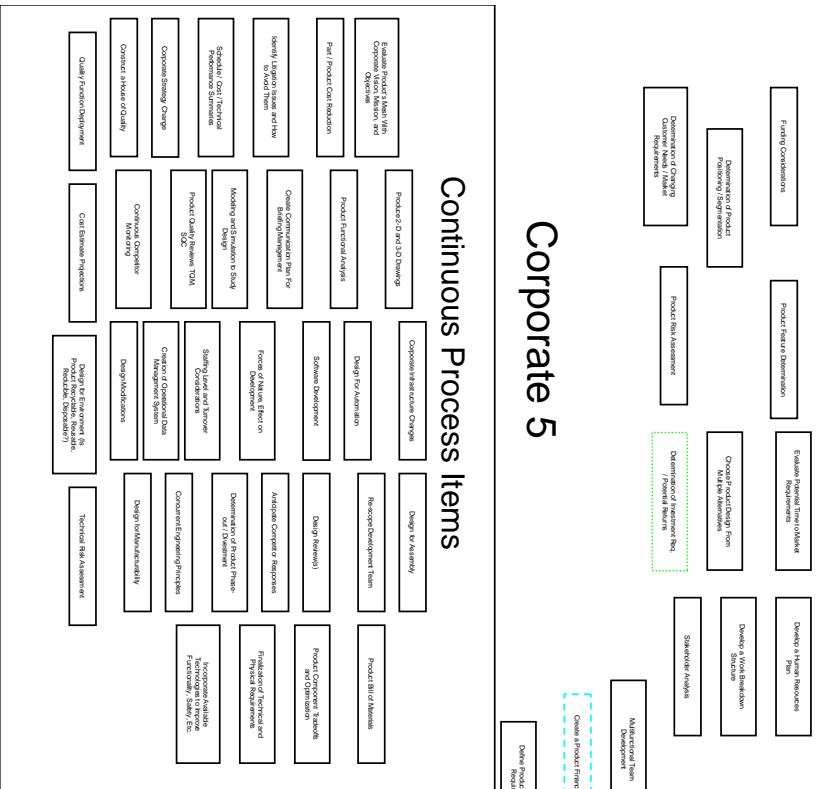 Funding Considerations
Product Feature Determination
Evaluate Potential Time to Market
Requirements
Develop a Human Resources
Plan
Determination of Product
Positioning / Segmentation
Choose Product Design From
Multiple Alternatives
Develop a Work Breakdown
Structure
Determination of Changing
Customer Needs / Market
Requirements
Product Risk Assessment
Determination of Investment Req.
/ Potential Returns
Stakeholder Analysis
Multifunctional Team
Development
Create a Product Financ
Corporate 5
Define Produc
Requi
Continuous Process Items
Evaluate Product's Mesh With
Corporate Vision, Mission, and
Objectives
Part / Product Cost Reduction
Identify Litigation Issues and How
to Avoid Them
Schedule / Cost / Technical
Performance Summaries
Corporate Strategy Change
Construct a House of Quality
Quality Function Deployment
Produce 2-D and 3-D Drawings
Product Functional Analysis
Create Communication Plan For
Briefing Management
Modeling and Simulation to Study
Design
Product Quality Reviews TQM,
SQC
Continuous Competitor
Monitoring
Cost Estimate Projections
Corporate Infrastructure Changes
Design For Automation
Software Development
Forces of Nature, Effect on
Development
Staffing Level and Turnover
Considerations
Creation of Operational Data
Management System
Design Modifications
Design for Environment (Is
Product Recyclable, Reusable,
Reducible, Disposable?)
Design for Assembly
Re-scope Development Team
Design Review(s)
Anticipate Competitor Responses
Determination of Product Phase-
out / Divestment
Concurrent Engineering Principles
Design for Manufacturability
Technical Risk Assessment
Product Bill of Materials
Product Component Tradeoffs
and Optimization
Finalization of Technical and
Physical Requirements
Incorporate Available
Technologies to Improve
Functionality, Safety, Etc.